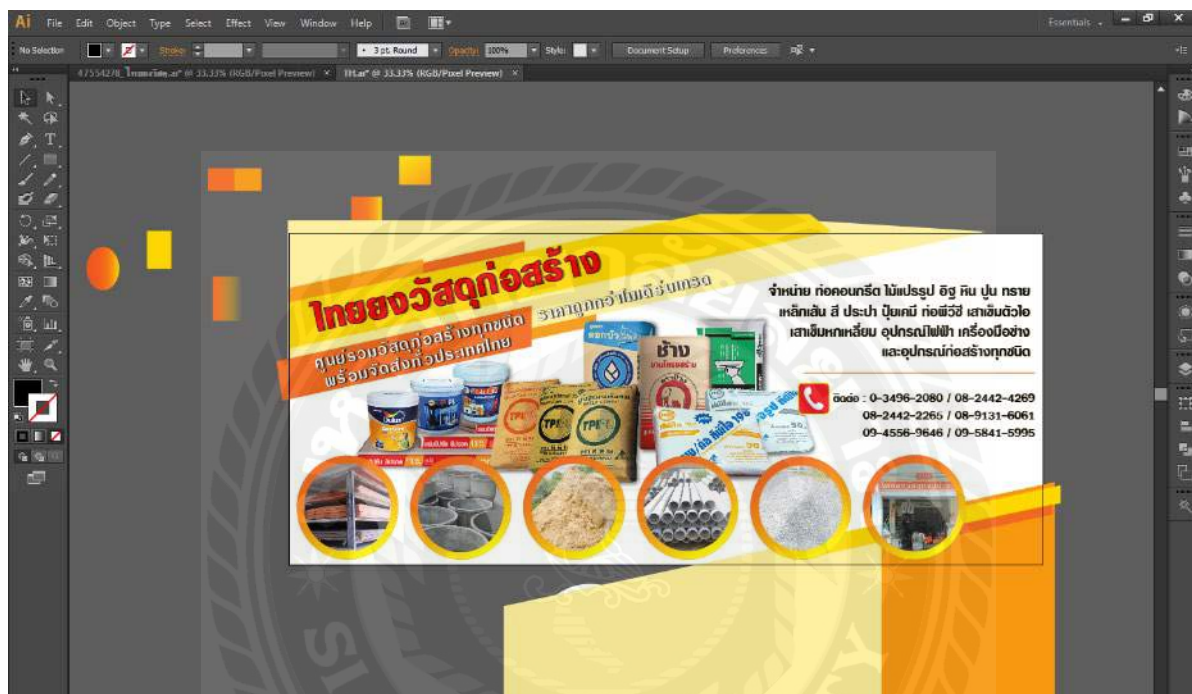 Ai File Edit Object Type Select Effect View Window Help
Essentials
No Selection Stroke: 3 pt. Round Opacity: 100% Style: Document Setup Preferences
TH.ai* @ 33.33% (RGB/Pixel Preview) ×
ไทยยงวัสดุก่อสร้าง
ราคาถูกกว่าโมเดิร์นเทรด
ศูนย์รวมวัสดุก่อสร้างทุกชนิด
พร้อมจัดส่งทั่วประเทศไทย
จำหน่าย ท่อคอนกรีต ไม้แปรรูป อิฐ หิน ปูน ทราย
เหล็กเส้น สี ประปา ปุ๋ยเคมี ท่อพีวีซี เสาเข็มตัวไอ
เสาเข็มหกเหลี่ยม อุปกรณ์ไฟฟ้า เครื่องมือช่าง
และอุปกรณ์ก่อสร้างทุกชนิด
ติดต่อ : 0-3496-2080 / 08-2442-4269
08-2442-2265 / 08-9131-6061
09-4556-9646 / 09-5841-5995
ช้าง
Dulux
TPI
TPI